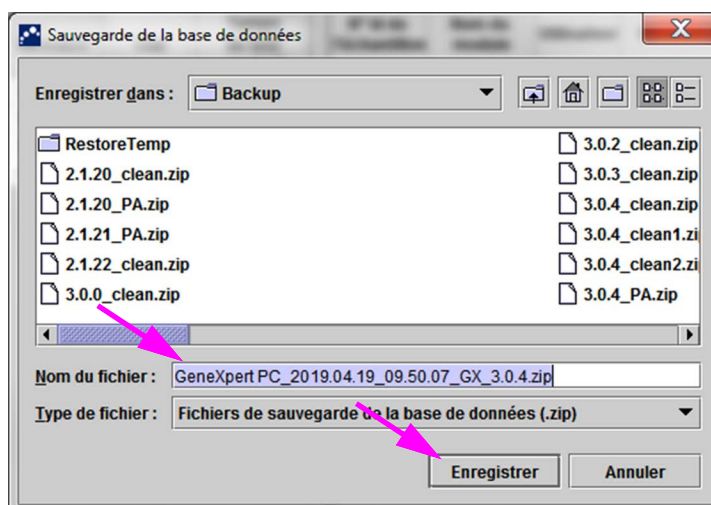 Sauvegarde de la base de données
Enregistrer dans :
Backup
RestoreTemp
2.1.20_clean.zip
2.1.20_PA.zip
2.1.21_PA.zip
2.1.22_clean.zip
3.0.0_clean.zip
3.0.2_clean.zip
3.0.3_clean.zip
3.0.4_clean.zip
3.0.4_clean1.zi
3.0.4_clean2.zi
3.0.4_PA.zip
Nom du fichier : GeneXpert PC_2019.04.19_09.50.07_GX_3.0.4.zip
Type de fichier : Fichiers de sauvegarde de la base de données (.zip)
Enregistrer Annuler